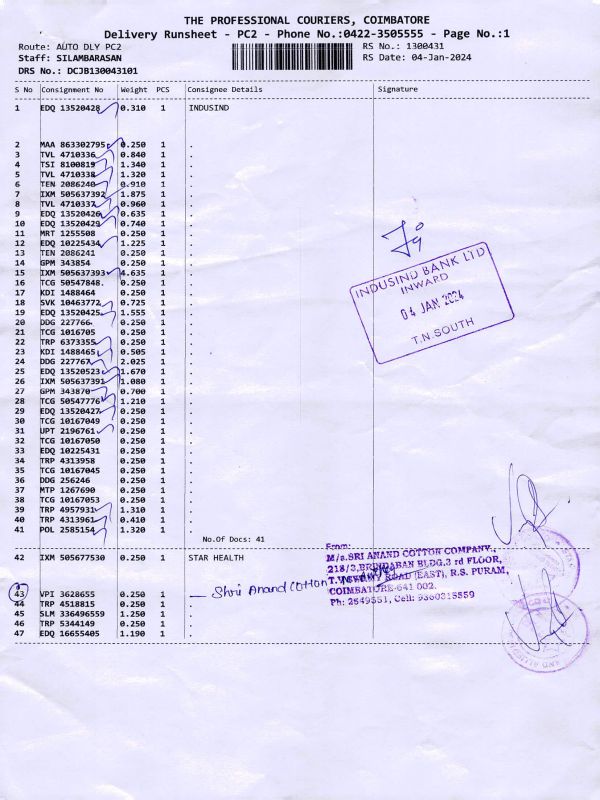 THE PROFESSIONAL COURIERS, COIMBATORE
Delivery Runsheet - PC2 - Phone No.:0422-3505555 - Page No.:1
Route: AUTO DLY PC2 RS No.: 1300431
Staff: SILAMBARASAN RS Date: 04-Jan-2024
DRS No.: DCJB130043101
S No Consignment No Weight PCS Consignee Details Signature
1 EDQ 13520428 0.310 1 INDUSIND
2 MAA 863302795 0.250 1 .
3 TVL 4710336 0.840 1 .
4 TSI 8100819 1.340 1 .
5 TVL 4710338 1.320 1 .
6 TEN 2086240 0.910 1 .
7 IXM 505637392 1.875 1 .
8 TVL 4710337 0.960 1 .
9 EDQ 13520426 0.635 1 .
10 EDQ 13520429 0.740 1 .
11 MRT 1255508 0.250 1 .
12 EDQ 10225434 1.225 1 .
13 TEN 2086241 0.250 1 .
14 GPM 343854 0.250 1 .
15 IXM 505637393 4.635 1 .
16 TCG 50547848 0.250 1 .
17 KDI 1488464 0.250 1 .
18 SVK 10463772 0.725 1 .
19 EDQ 13520425 1.555 1 .
20 DDG 227766 0.250 1 .
21 TCG 1016705 0.250 1 .
22 TRP 6373355 0.250 1 .
23 KDI 1488465 0.505 1 .
24 DDG 227767 2.025 1 .
25 EDQ 13520523 1.670 1 .
26 IXM 505637391 1.080 1 .
27 GPM 343870 0.700 1 .
28 TCG 50547776 1.210 1 .
29 EDQ 13520427 0.250 1 .
30 TCG 10167049 0.250 1 .
31 UPT 2196761 0.250 1 .
32 TCG 10167050 0.250 1 .
33 EDQ 10225431 0.250 1 .
34 TRP 4313958 0.250 1 .
35 TCG 10167045 0.250 1 .
36 DDG 256246 0.250 1 .
37 MTP 1267690 0.250 1 .
38 TCG 10167053 0.250 1 .
39 TRP 4957931 1.310 1 .
40 TRP 4313961 0.410 1 .
41 POL 2585154 1.320 1 .
INDUSIND BANK LTD
INWARD
04 JAN 2024
T.N.SOUTH
No.Of Docs: 41
42 IXM 505677530 0.250 1 STAR HEALTH
43 VPI 3628655 0.250 1 Shri Anand Cotton
44 TRP 4518815 0.250 1 .
45 SLM 336496559 1.250 1 .
46 TRP 5344149 0.250 1 .
47 EDQ 16655405 1.190 1 .
From:
M/s.SRI ANAND COTTON COMPANY.,
218/3,BRINDABAN BLDG,3 rd FLOOR,
ROAD (EAST), R.S. PURAM,
COIMBATORE-641 002.
Ph: 2549551, Cell: 9360315559